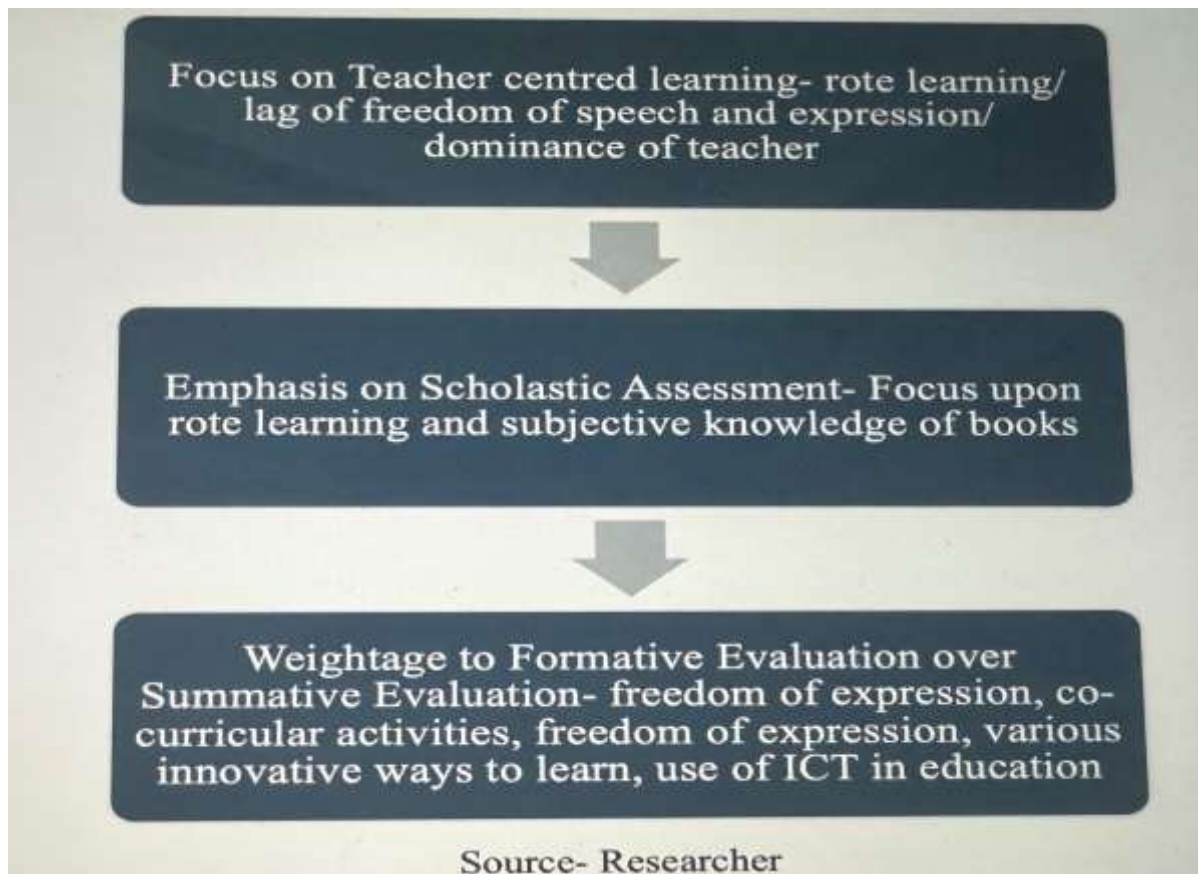 Focus on Teacher centred learning- rote learning/
lag of freedom of speech and expression/
dominance of teacher
Emphasis on Scholastic Assessment- Focus upon
rote learning and subjective knowledge of books
Weightage to Formative Evaluation over
Summative Evaluation- freedom of expression, co-
curricular activities, freedom of expression, various
innovative ways to learn, use of ICT in education
Source- Researcher